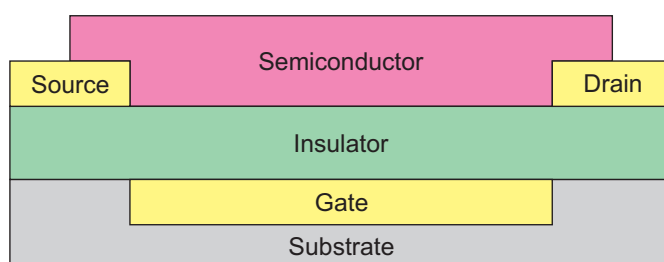 Semiconductor
Source
Drain
Insulator
Gate
Substrate